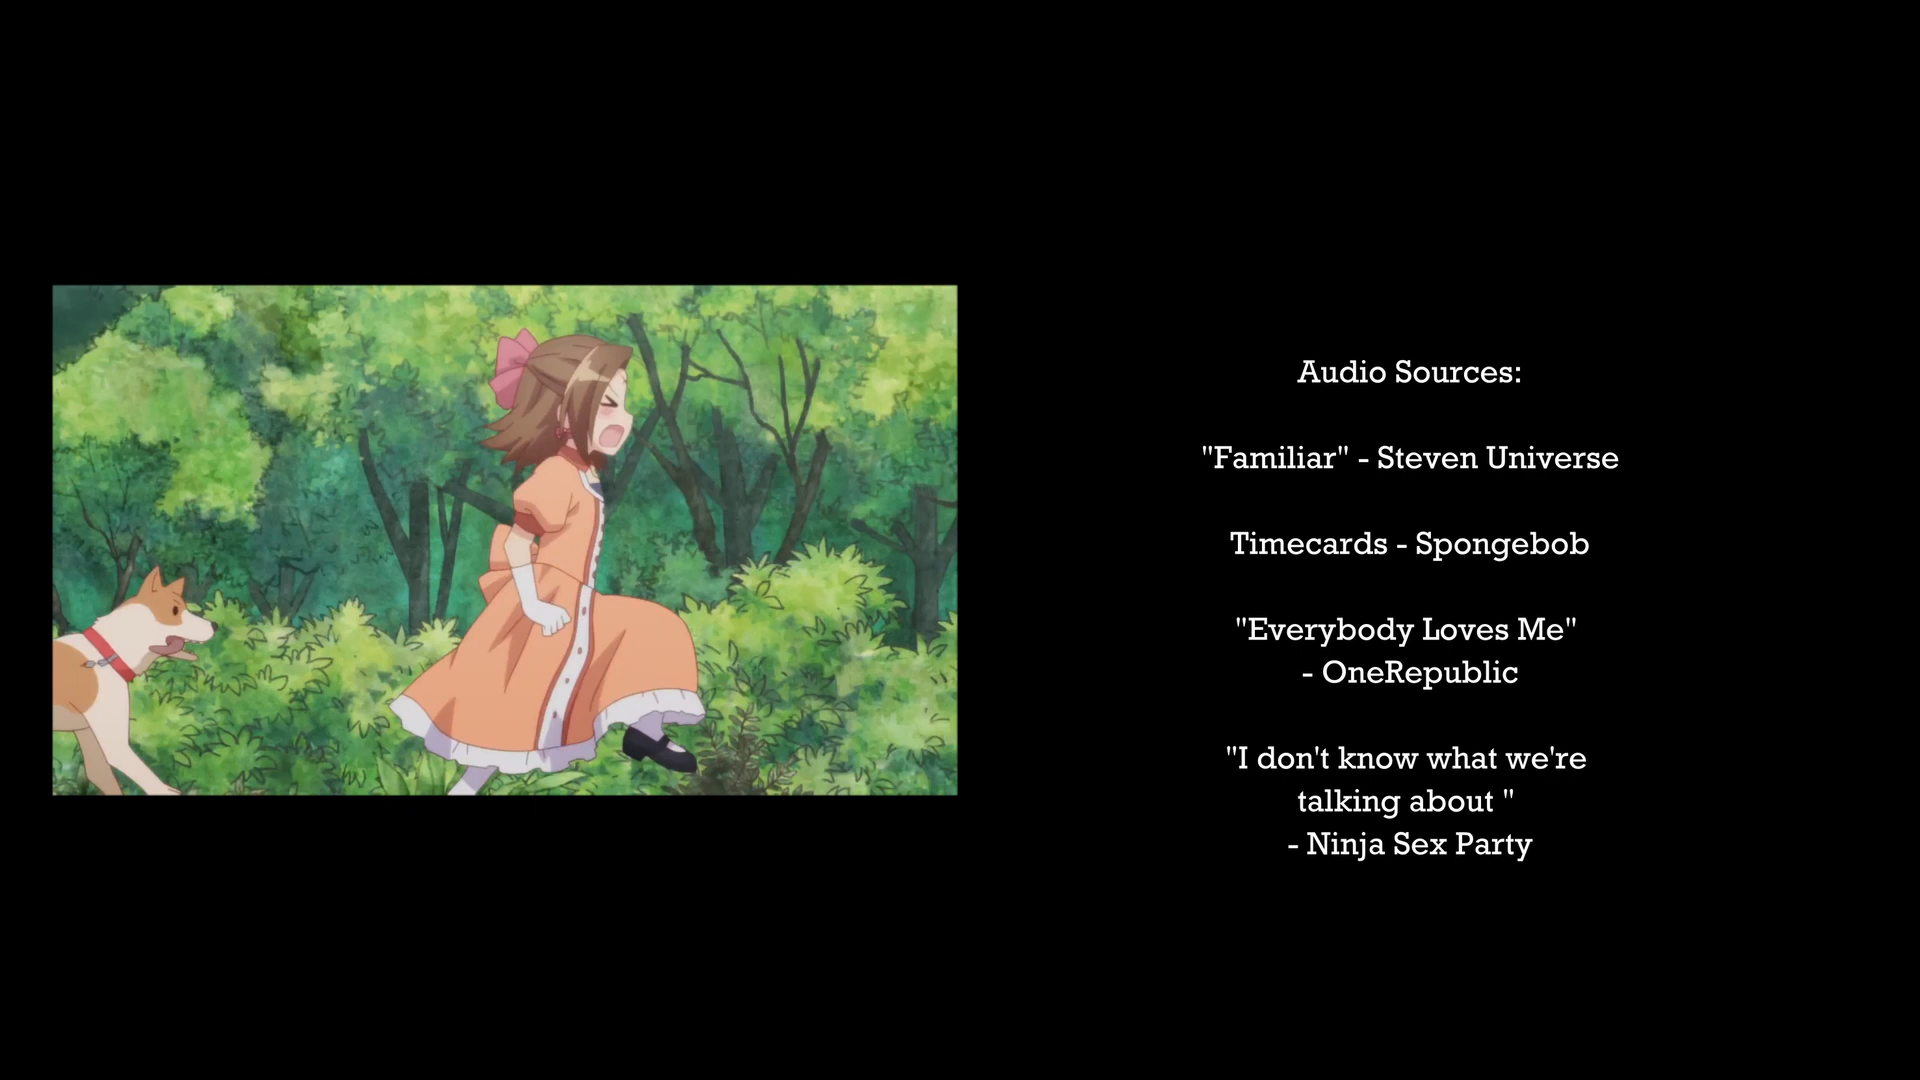 Audio Sources:
"Familiar" - Steven Universe
Timecards - Spongebob
"Everybody Loves Me"
- OneRepublic
"I don't know what we're
talking about "
- Ninja Sex Party